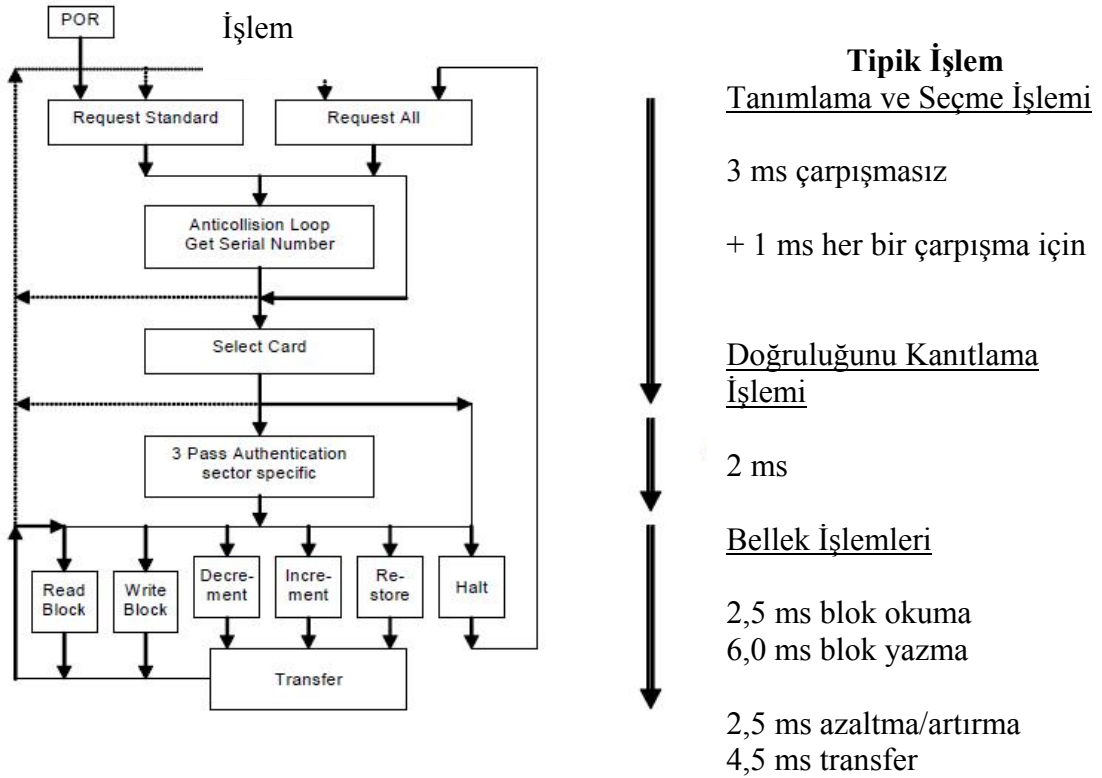 POR
İşlem
Request Standard
Request All
Anticollision Loop
Get Serial Number
Select Card
3 Pass Authentication
sector specific
Read
Block
Write
Block
Decre-
ment
Incre-
ment
Re-
store
Halt
Transfer
Tipik İşlem
Tanımlama ve Seçme İşlemi
3 ms çarpışmasız
+ 1 ms her bir çarpışma için
Doğruluğunu Kanıtlama
İşlemi
2 ms
Bellek İşlemleri
2,5 ms blok okuma
6,0 ms blok yazma
2,5 ms azaltma/artırma
4,5 ms transfer